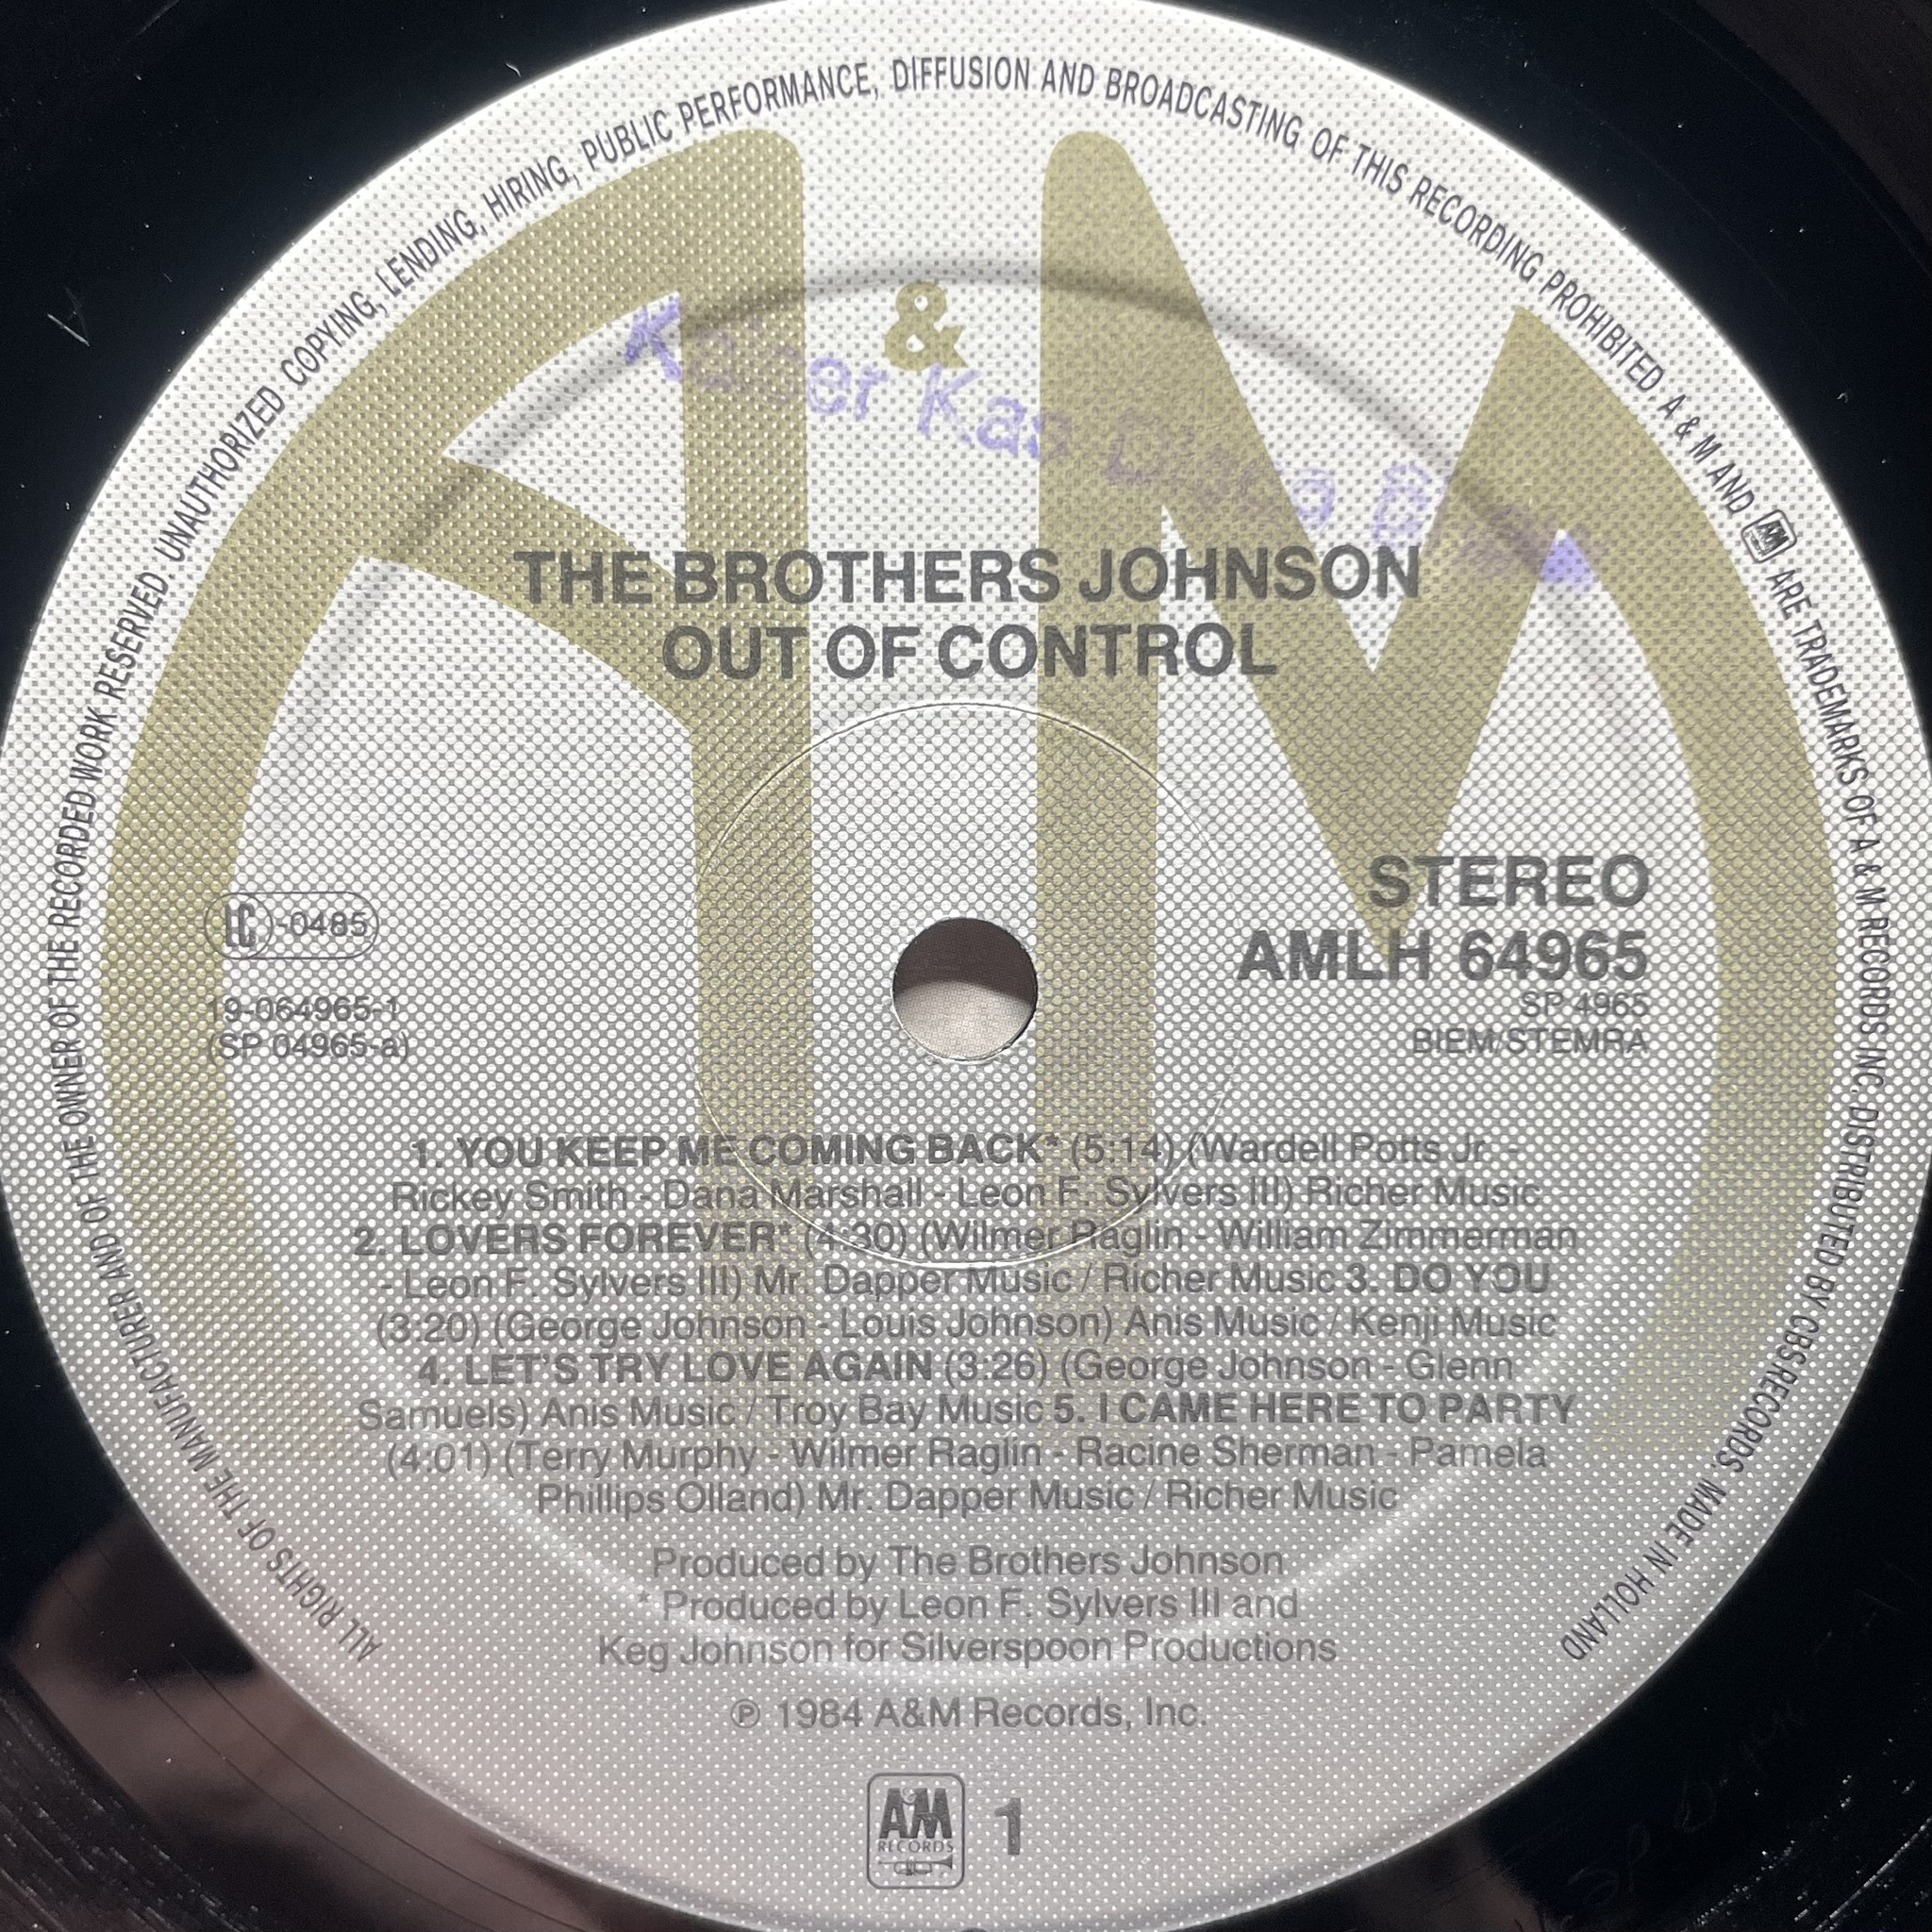 ALL RIGHTS OF THE MANUFACTURER AND OF THE OWNER OF THE RECORDED WORK RESERVED. UNAUTHORIZED COPYING, LENDING, HIRING, PUBLIC PERFORMANCE, DIFFUSION AND BROADCASTING OF THIS RECORDING PROHIBITED A & M AND AM ARE TRADEMARKS OF A & M RECORDS INC. DISTRIBUTED BY CBS RECORDS. MADE IN HOLLAND
A & M
Kas Disco
THE BROTHERS JOHNSON
OUT OF CONTROL
LC-0485
19-064965-1
(SP 04965-a)
STEREO
AMLH 64965
SP 4965
BIEM/STEMRA
1. YOU KEEP ME COMING BACK* (5:14) (Wardell Potts Jr -
Rickey Smith - Dana Marshall - Leon F. Sylvers III) Richer Music
2. LOVERS FOREVER* (4:30) (Wilmer Raglin - William Zimmerman
- Leon F. Sylvers III) Mr. Dapper Music / Richer Music 3. DO YOU
(3:20) (George Johnson - Louis Johnson) Anis Music / Kenji Music
4. LET'S TRY LOVE AGAIN (3:26) (George Johnson - Glenn
Samuels) Anis Music / Troy Bay Music 5. I CAME HERE TO PARTY
(4:01) (Terry Murphy - Wilmer Raglin - Racine Sherman - Pamela
Phillips Olland) Mr. Dapper Music / Richer Music
Produced by The Brothers Johnson
* Produced by Leon F. Sylvers III and
Keg Johnson for Silverspoon Productions
℗ 1984 A&M Records, Inc.
AM RECORDS 1